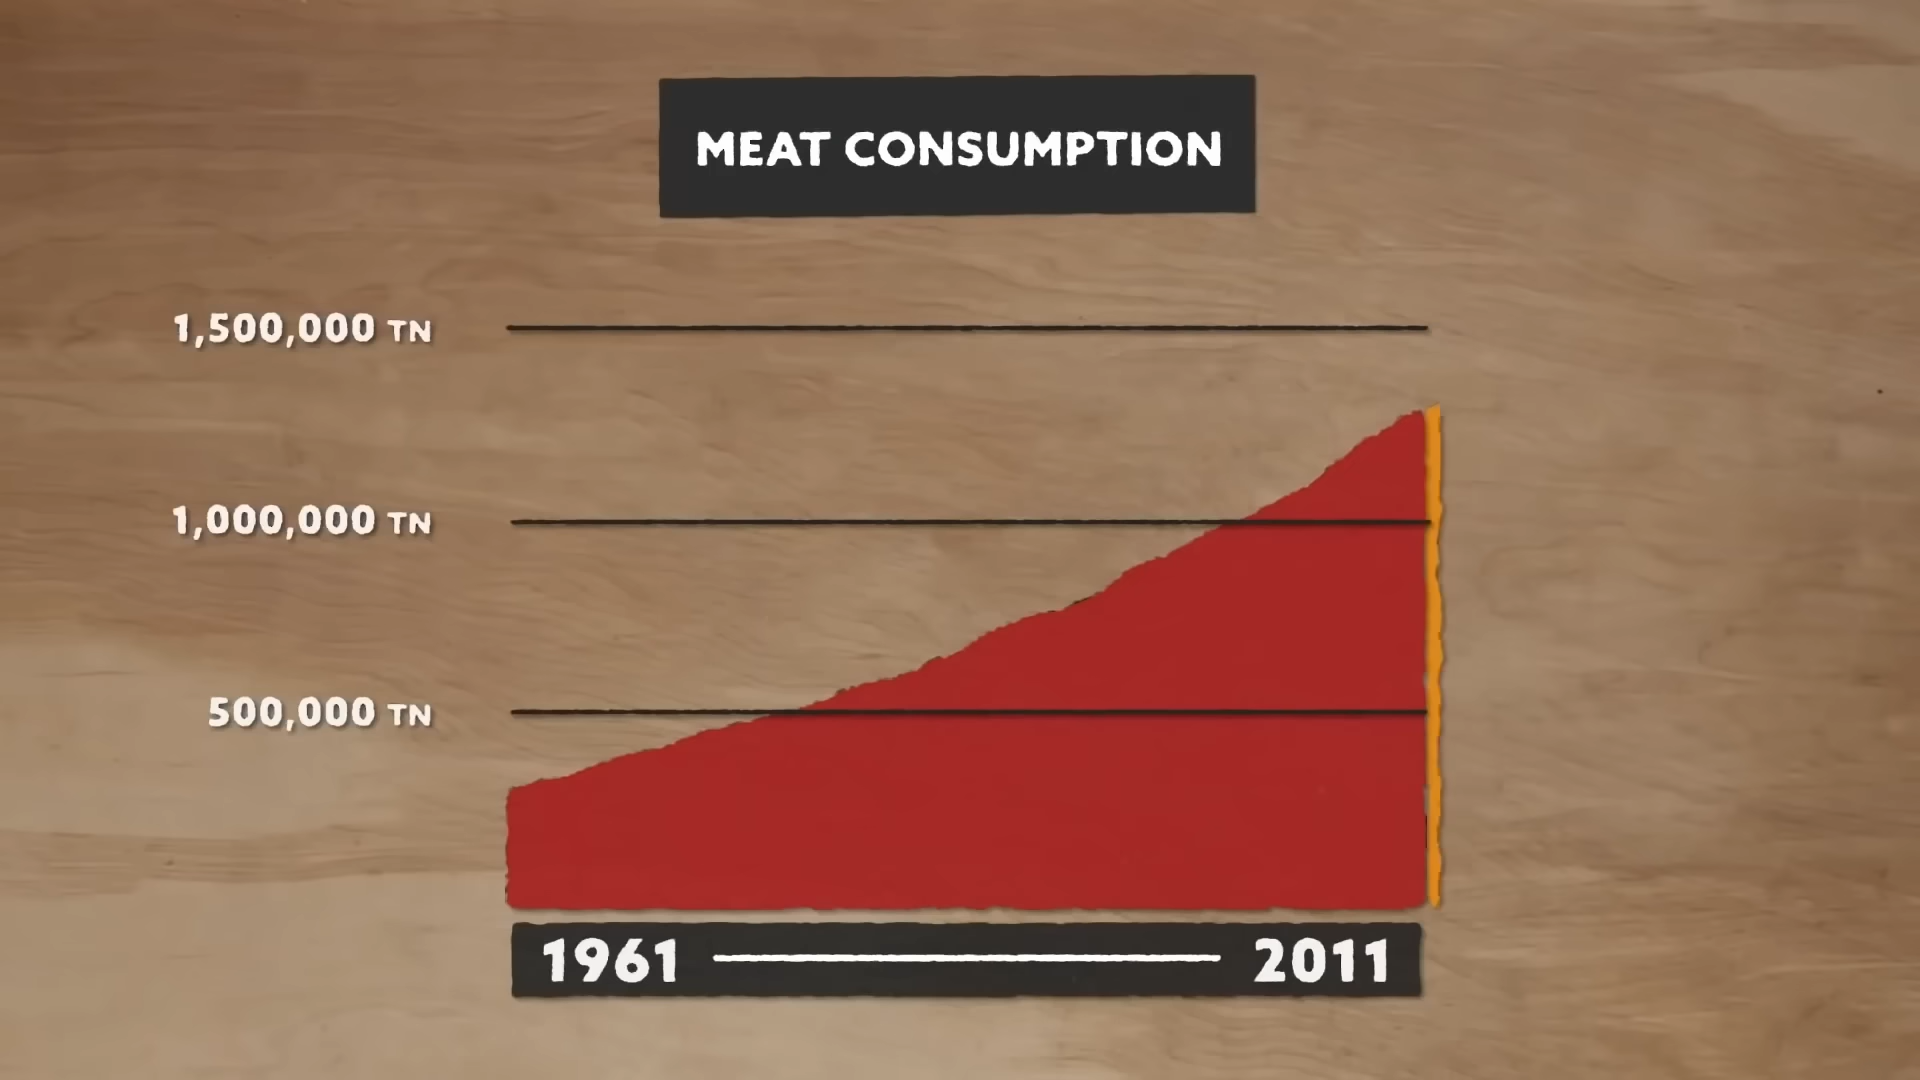 MEAT CONSUMPTION
1,500,000 TN
1,000,000 TN
500,000 TN
1961 2011